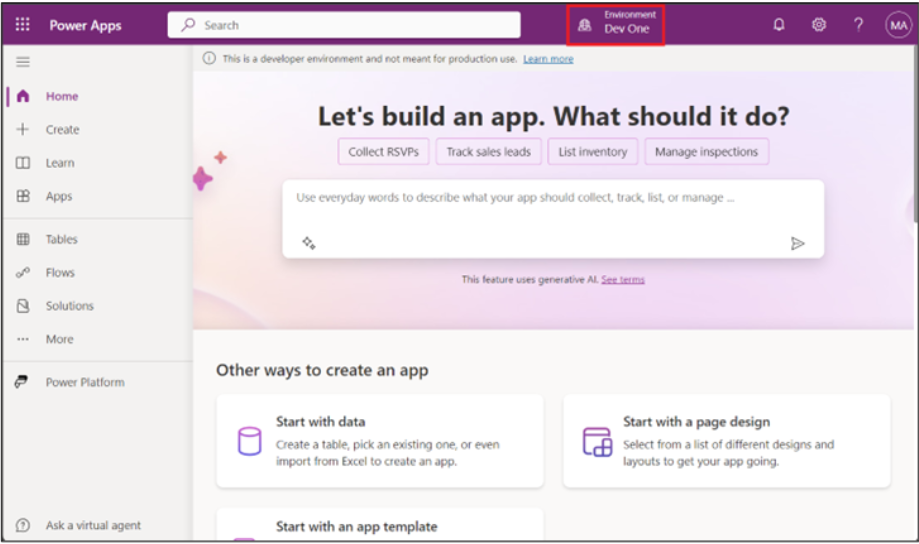 Power Apps
Search
Environment
Dev One
?
MA
This is a developer environment and not meant for production use. Learn more
Home
Create
Learn
Apps
Tables
Flows
Solutions
More
Power Platform
Ask a virtual agent
Let's build an app. What should it do?
Collect RSVPs
Track sales leads
List inventory
Manage inspections
Use everyday words to describe what your app should collect, track, list, or manage ...
This feature uses generative AI. See terms
Other ways to create an app
Start with data
Create a table, pick an existing one, or even
import from Excel to create an app.
Start with a page design
Select from a list of different designs and
layouts to get your app going.
Start with an app template